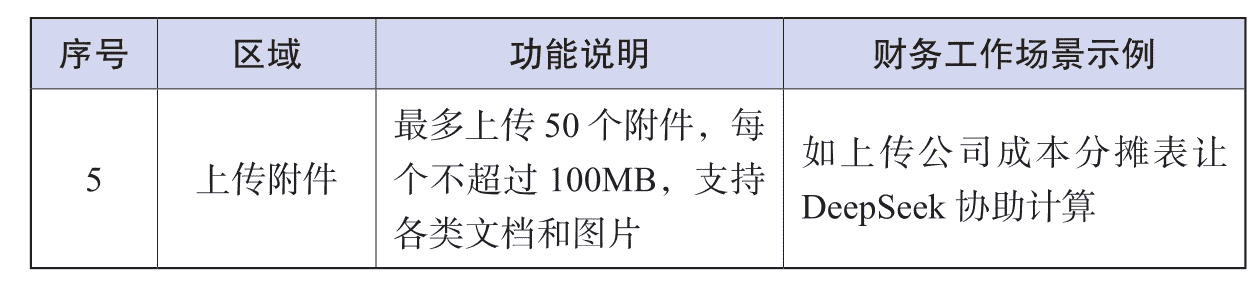 序号 区域 功能说明 财务工作场景示例
5 上传附件
最多上传 50 个附件，每
个不超过 100MB，支持
各类文档和图片
如上传公司成本分摊表让
DeepSeek 协助计算